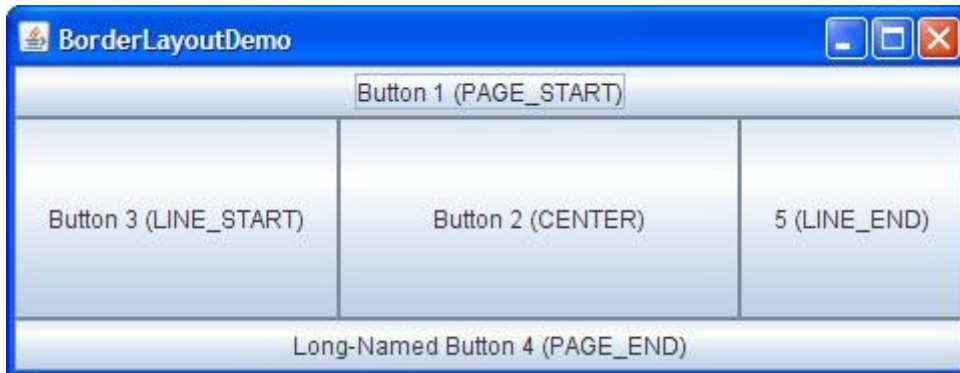 BorderLayoutDemo
Button 1 (PAGE_START)
Button 3 (LINE_START)
Button 2 (CENTER)
5 (LINE_END)
Long-Named Button 4 (PAGE_END)